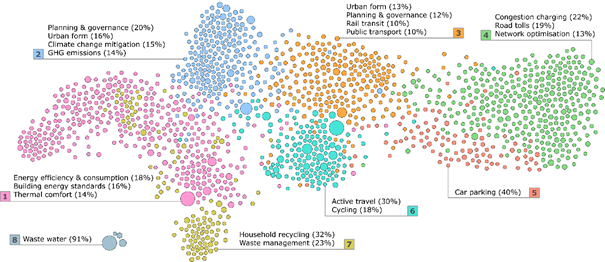 Planning & governance (20%)
Urban form (16%)
Climate change mitigation (15%)
GHG emissions (14%)
2
Urban form (13%)
Planning & governance (12%)
Rail transit (10%)
Public transport (10%)
3
Congestion charging (22%)
Road tolls (19%)
Network optimisation (13%)
4
Energy efficiency & consumption (18%)
Building energy standards (16%)
Thermal comfort (14%)
1
Active travel (30%)
Cycling (18%)
6
Car parking (40%)
5
8
Waste water (91%)
Household recycling (32%)
Waste management (23%)
7